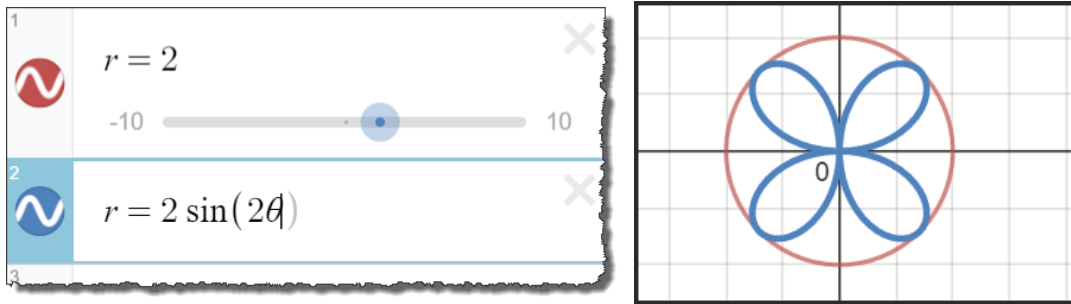 1
r = 2
-10 10
2
r = 2 sin(2θ)
3
0